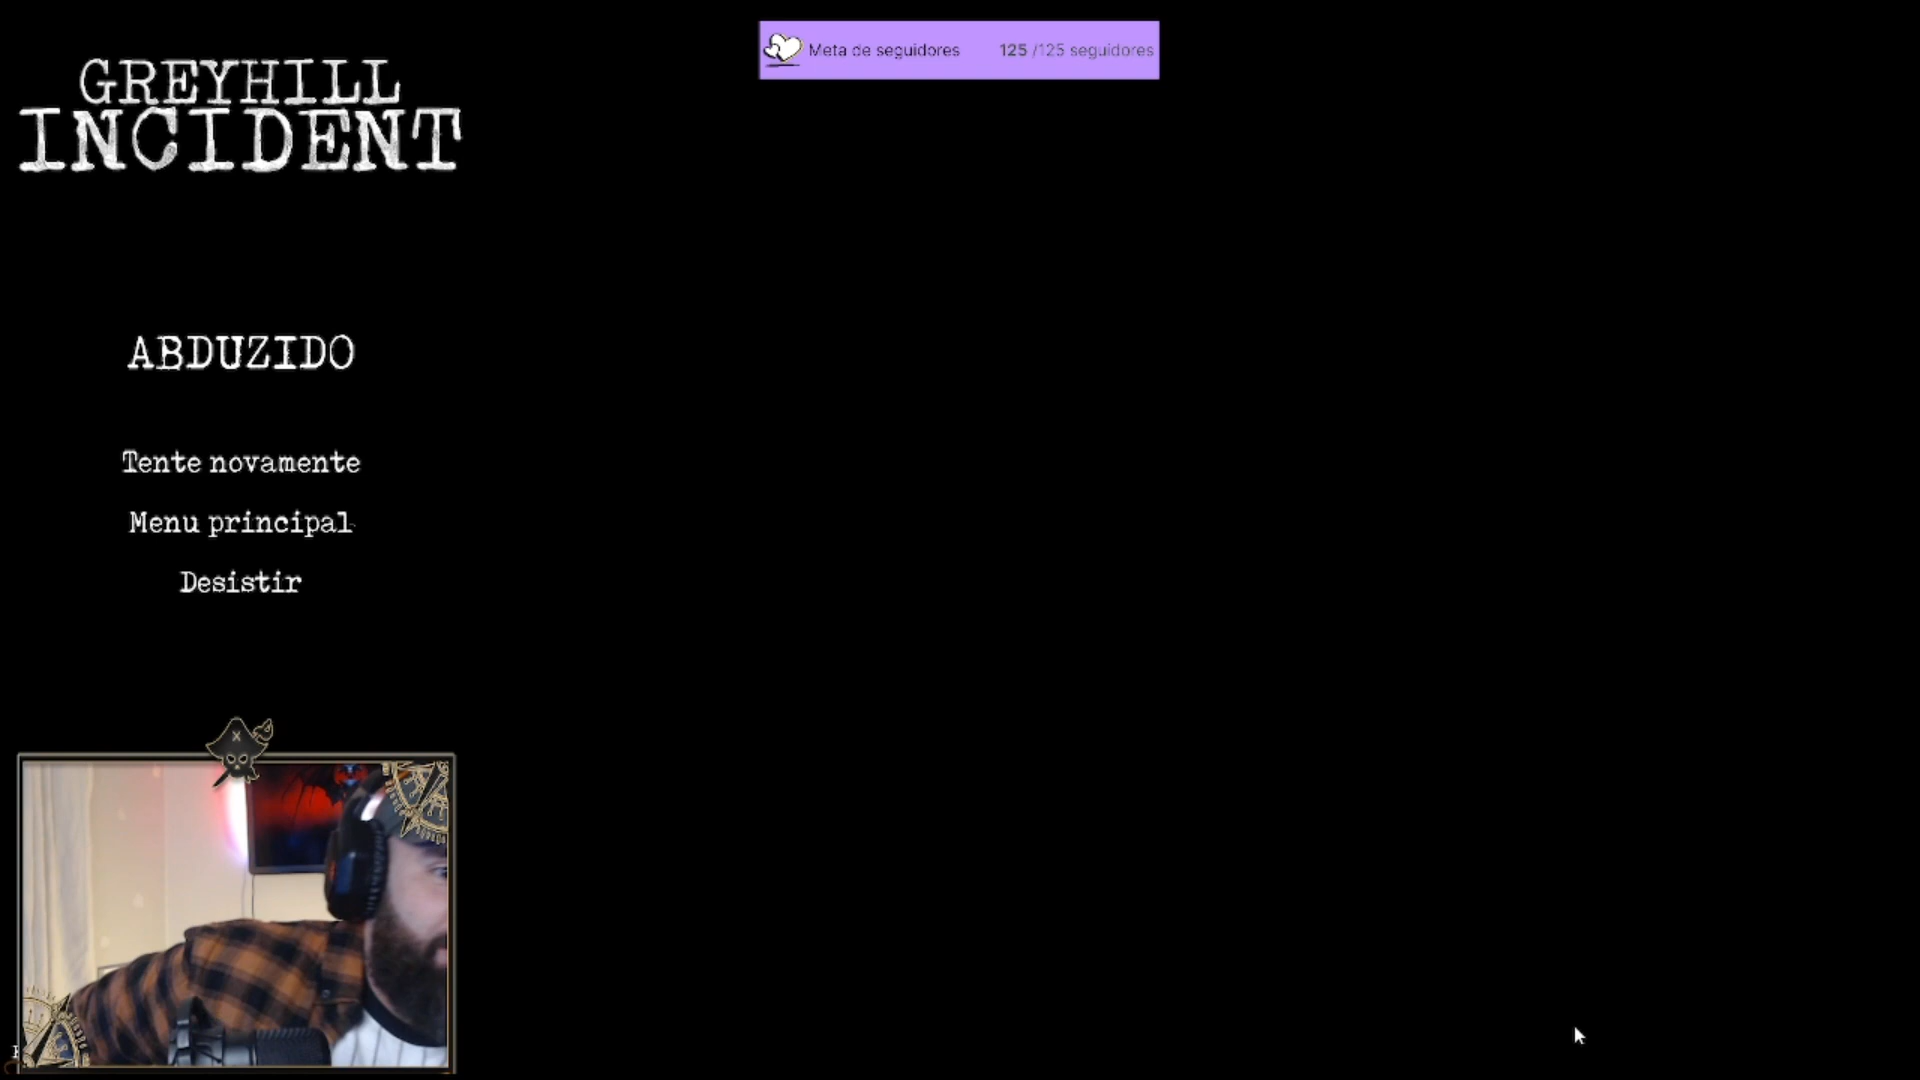 GREYHILL
INCIDENT
Meta de seguidores 125 /125 seguidores
ABDUZIDO
Tente novamente
Menu principal
Desistir